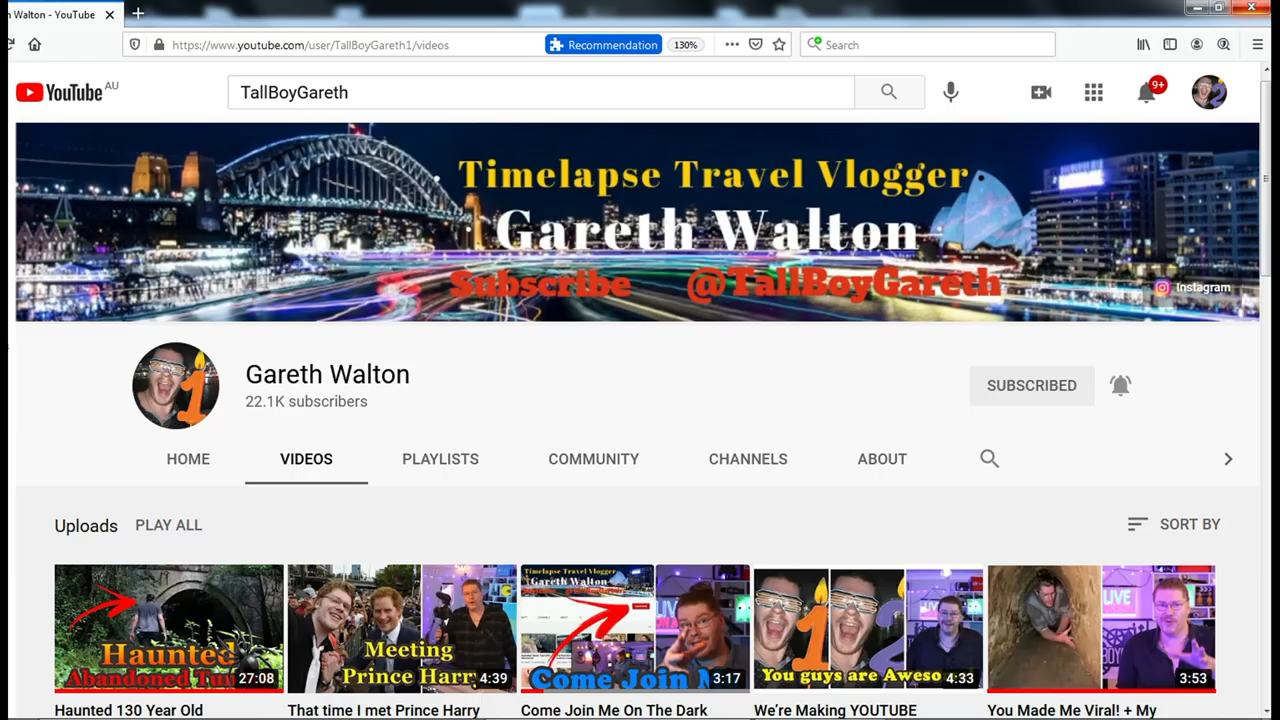 Walton - YouTube
https://www.youtube.com/user/TallBoyGareth1/videos
Recommendation
130%
Search
YouTube AU
TallBoyGareth
9+
Timelapse Travel Vlogger
Gareth Walton
Subscribe @TallBoyGareth
Instagram
Gareth Walton
22.1K subscribers
SUBSCRIBED
HOME VIDEOS PLAYLISTS COMMUNITY CHANNELS ABOUT
Uploads PLAY ALL
SORT BY
Haunted
Abandoned Tun
27:08
Meeting
Prince Harr
4:39
Timelapse Travel Vlogger
Gareth Walton
Come Join M
3:17
You guys are Aweso
4:33
LIVE
3:53
Haunted 130 Year Old
That time I met Prince Harry
Come Join Me On The Dark
We're Making YOUTUBE
You Made Me Viral! + My